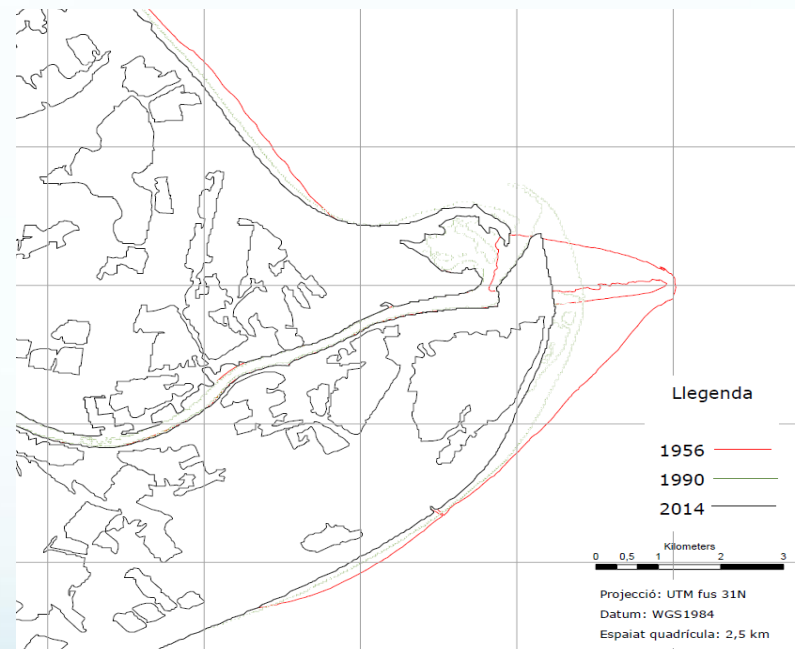 Llegenda
1956
1990
2014
Kilometers
0 0,5 1 2 3
Projecció: UTM fus 31N
Datum: WGS1984
Espaiat quadrícula: 2,5 km